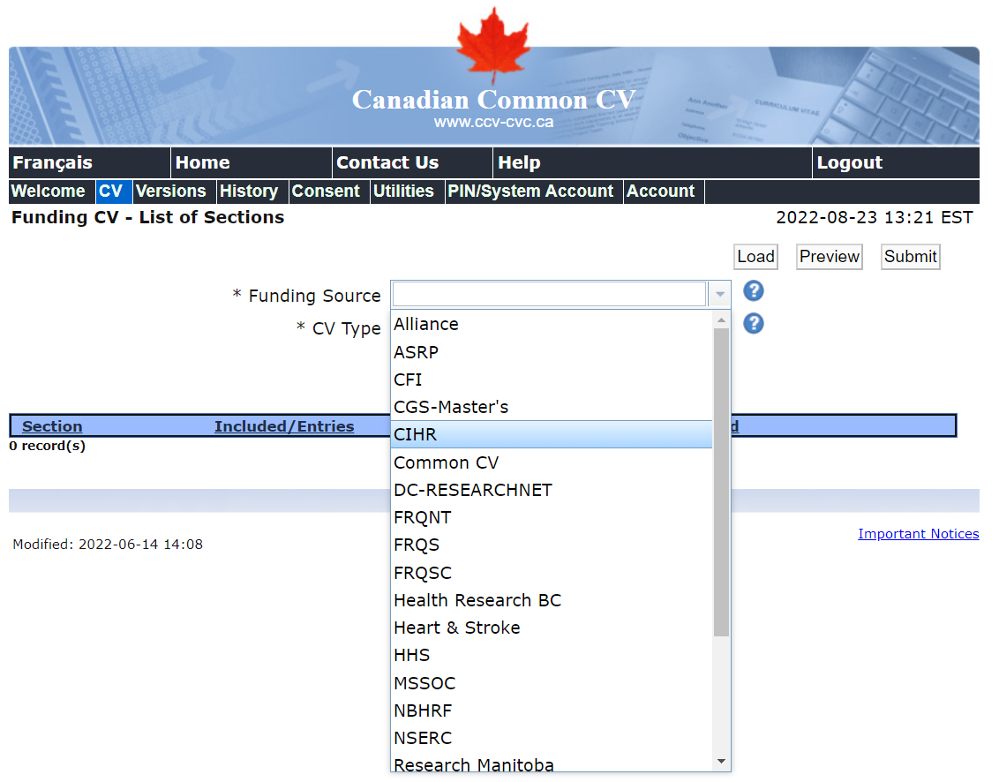 Canadian Common CV
www.ccv-cvc.ca
CURRICULUM VITAE
Français Home Contact Us Help Logout
Welcome CV Versions History Consent Utilities PIN/System Account Account
Funding CV - List of Sections 2022-08-23 13:21 EST
Load Preview Submit
* Funding Source
* CV Type
Alliance
ASRP
CFI
CGS-Master's
CIHR
Common CV
DC-RESEARCHNET
FRQNT
FRQS
FRQSC
Health Research BC
Heart & Stroke
HHS
MSSOC
NBHRF
NSERC
Research Manitoba
Section Included/Entries d
0 record(s)
Modified: 2022-06-14 14:08 Important Notices